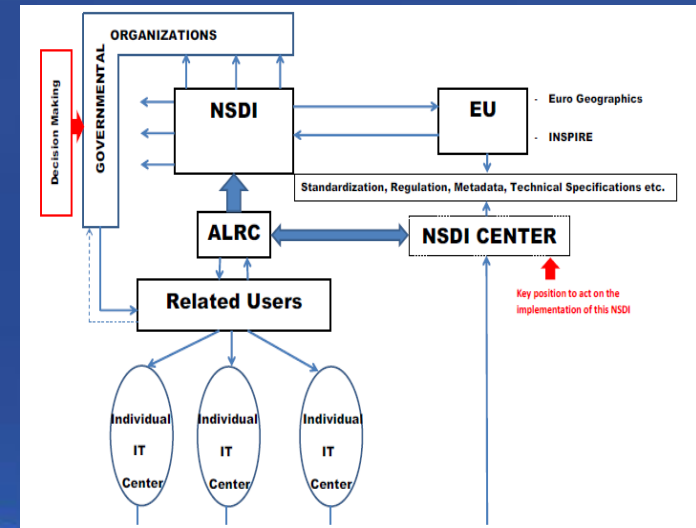 ORGANIZATIONS
GOVERNMENTAL
Decision Making
NSDI
EU
- Euro Geographics
- INSPIRE
Standardization, Regulation, Metadata, Technical Specifications etc.
ALRC
NSDI CENTER
Key position to act on the
implementation of this NSDI
Related Users
Individual
IT
Center
Individual
IT
Center
Individual
IT
Center